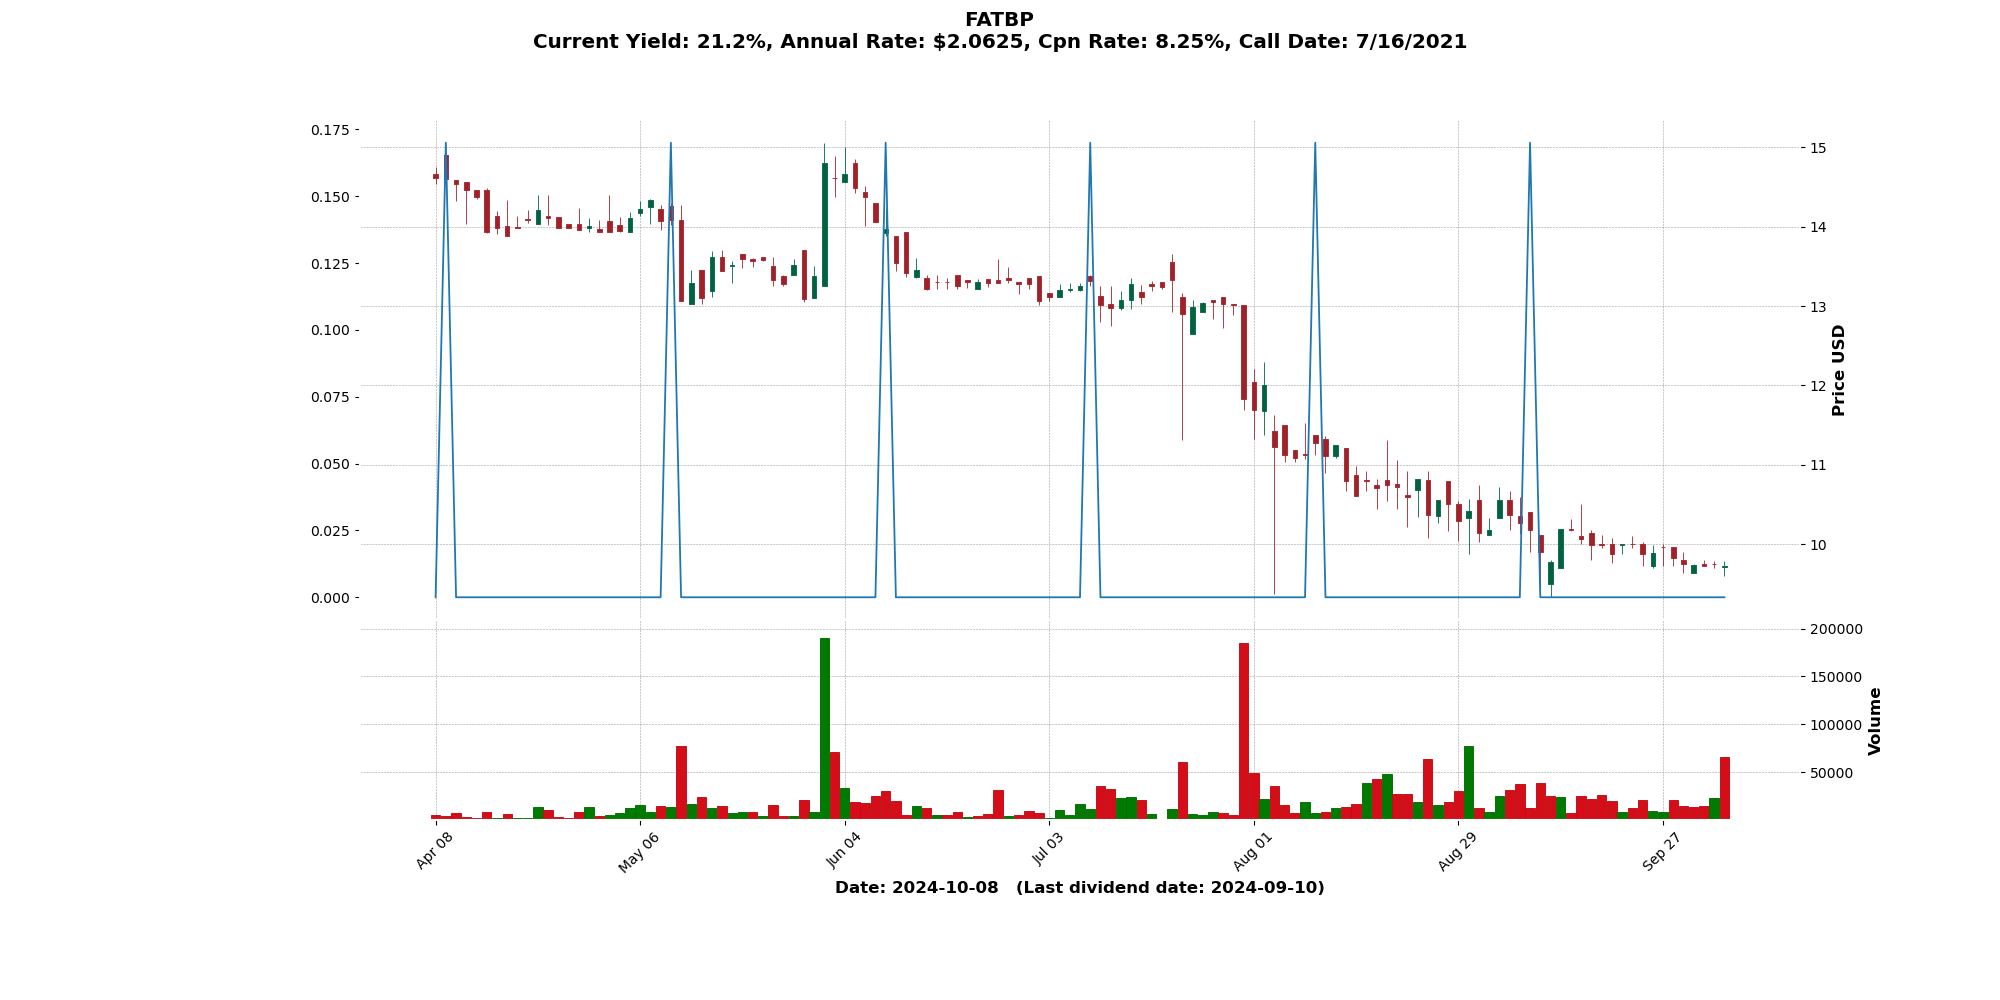 FATBP
Current Yield: 21.2%, Annual Rate: $2.0625, Cpn Rate: 8.25%, Call Date: 7/16/2021
0.175
0.150
0.125
0.100
0.075
0.050
0.025
0.000
15
14
13
12
11
10
Price USD
200000
150000
100000
50000
Volume
Apr 08
May 06
Jun 04
Jul 03
Aug 01
Aug 29
Sep 27
Date: 2024-10-08   (Last dividend date: 2024-09-10)